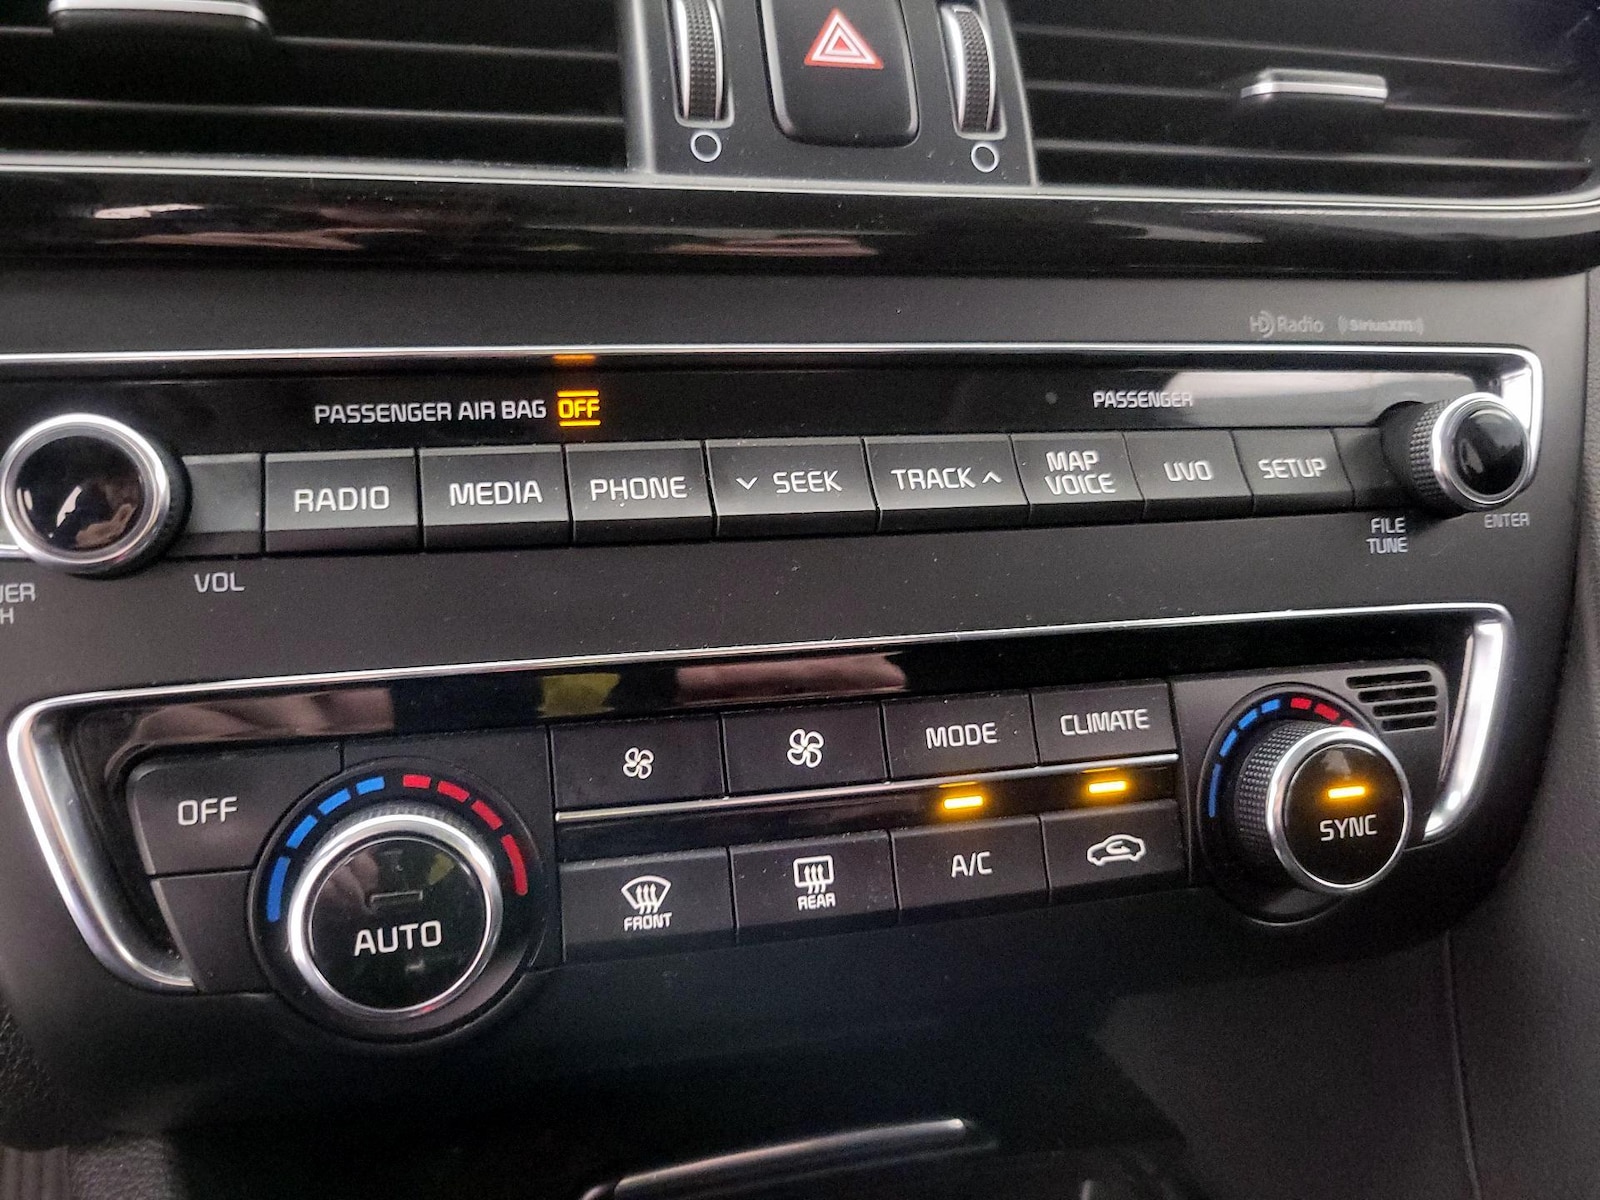 HD Radio
SiriusXM
PASSENGER AIR BAG OFF
PASSENGER
RADIO
MEDIA
PHONE
SEEK
TRACK
MAP
VOICE
UVO
SETUP
FILE
TUNE
ENTER
VOL
MODE
CLIMATE
OFF
AUTO
FRONT
REAR
A/C
SYNC